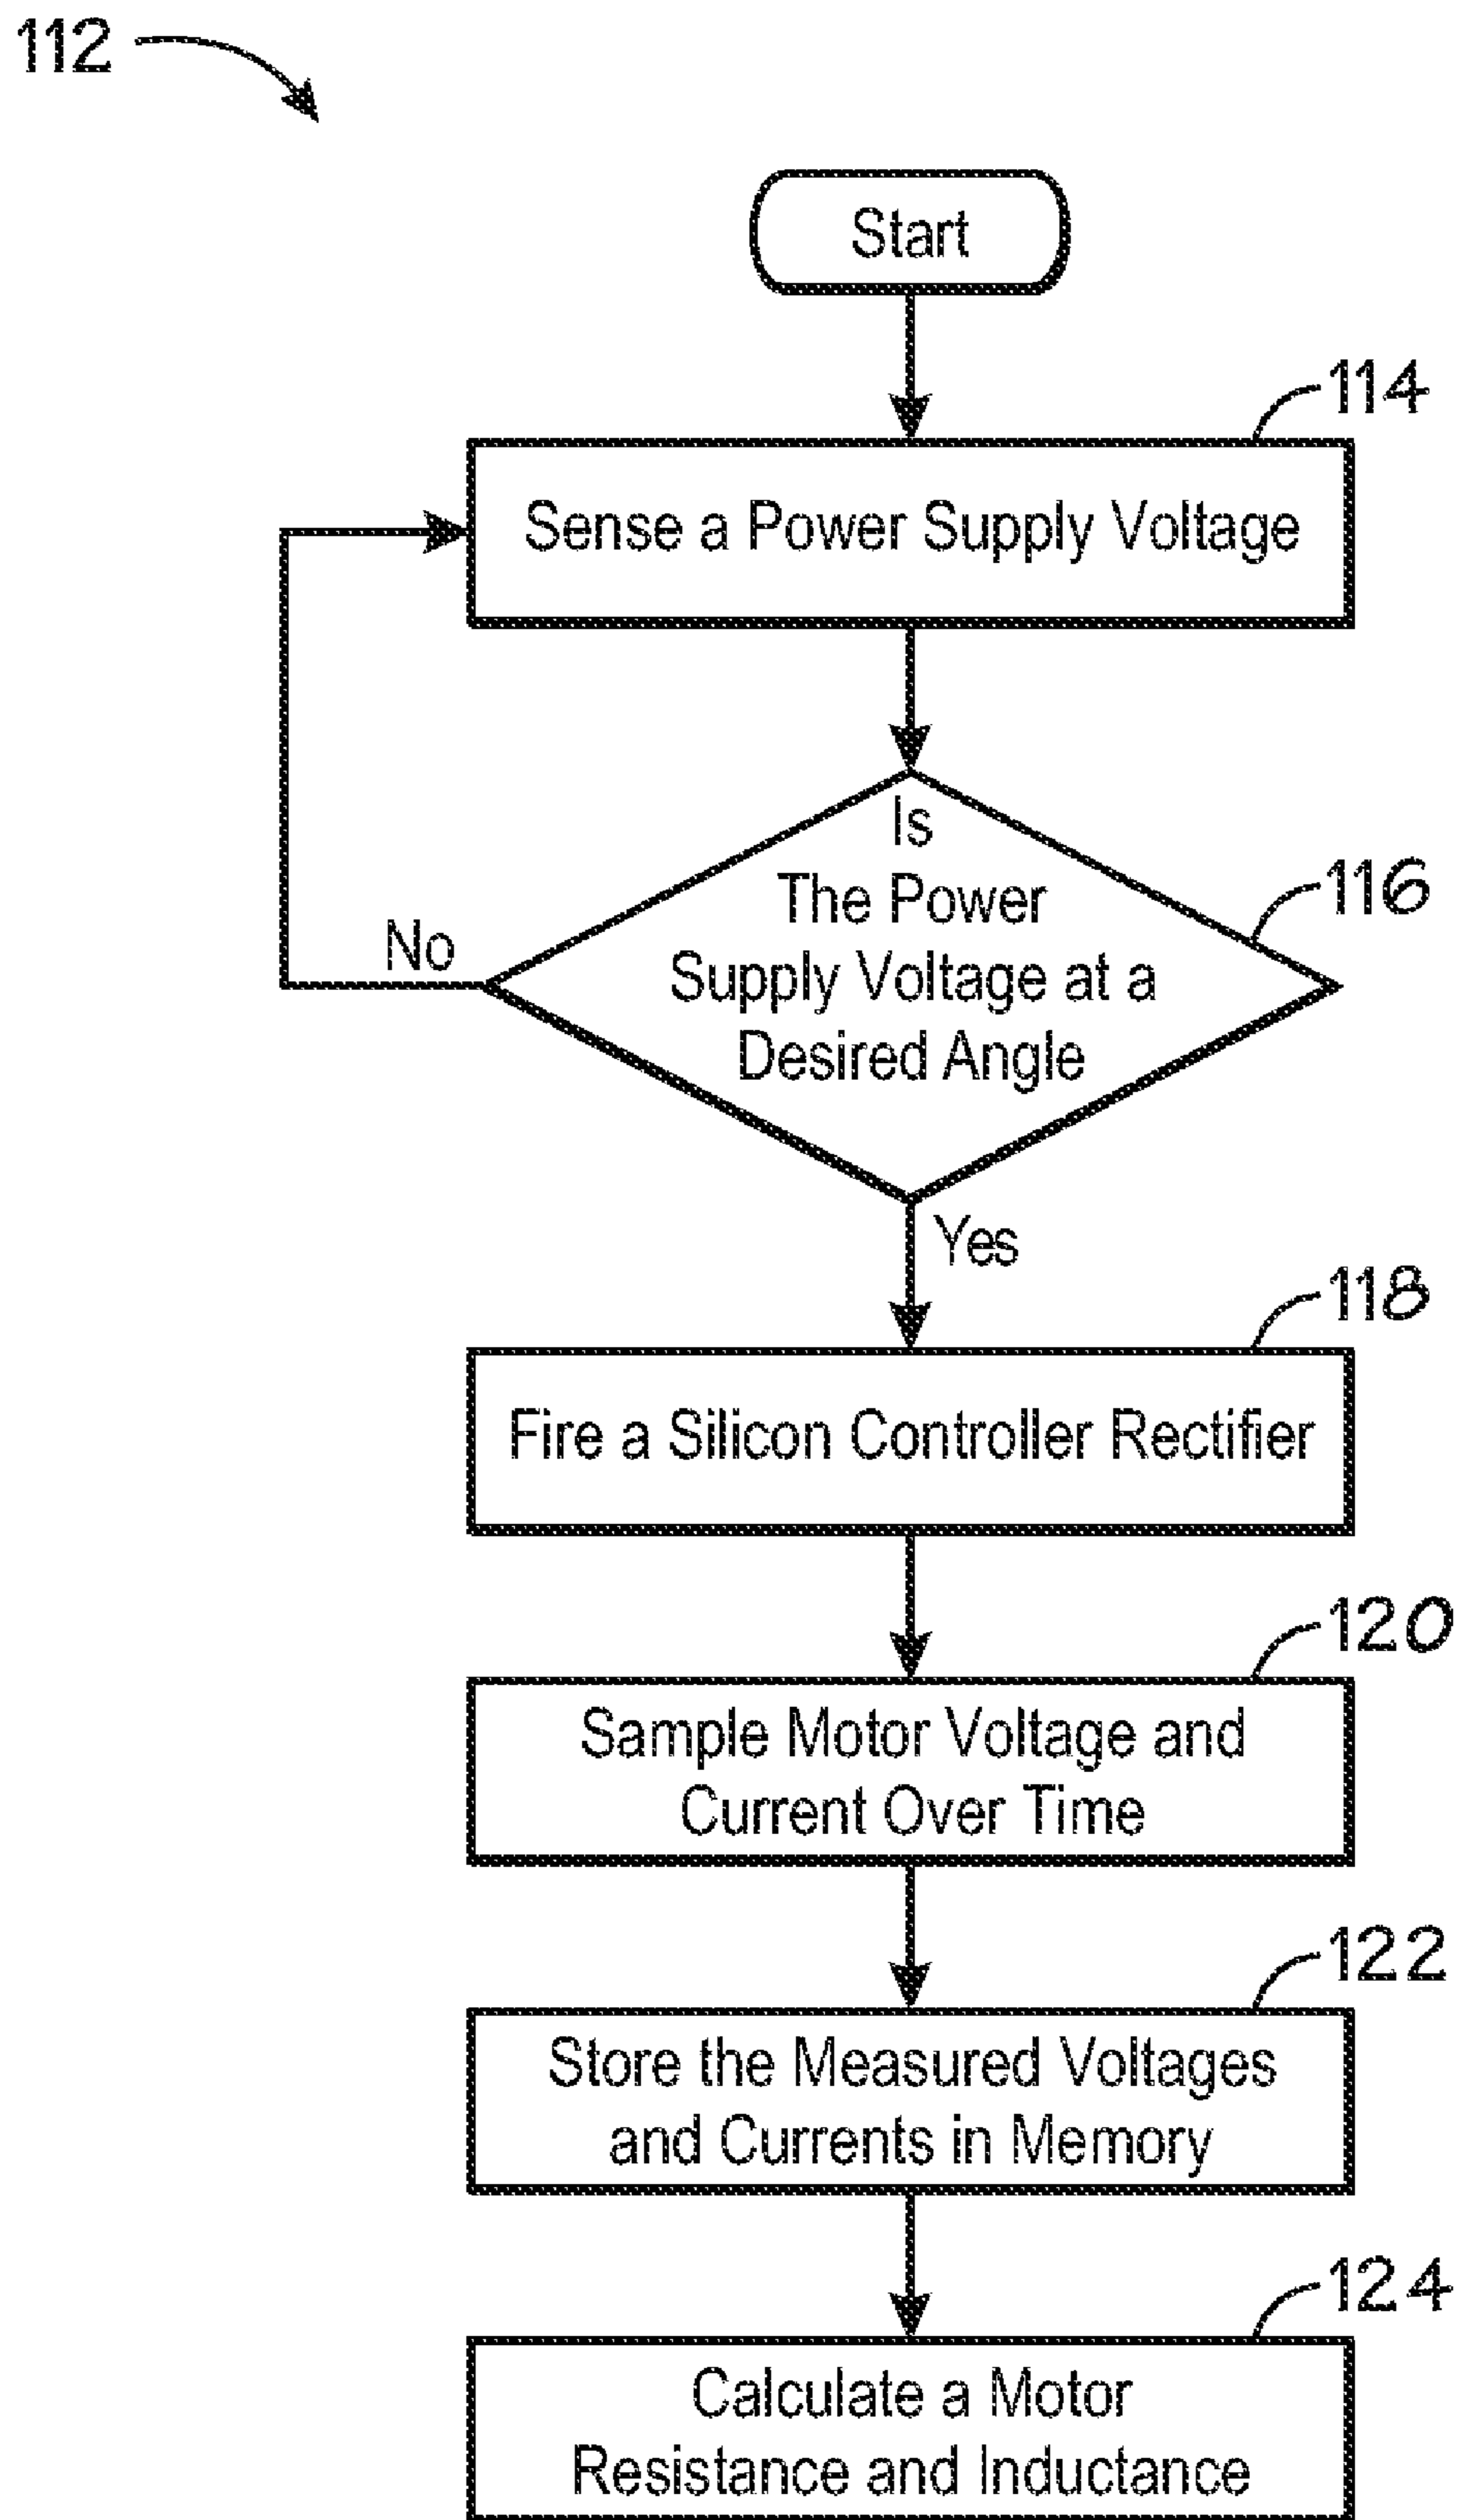 112
Start
114
Sense a Power Supply Voltage
Is
The Power
Supply Voltage at a
Desired Angle
116
No
Yes
118
Fire a Silicon Controller Rectifier
120
Sample Motor Voltage and
Current Over Time
122
Store the Measured Voltages
and Currents in Memory
124
Calculate a Motor
Resistance and Inductance